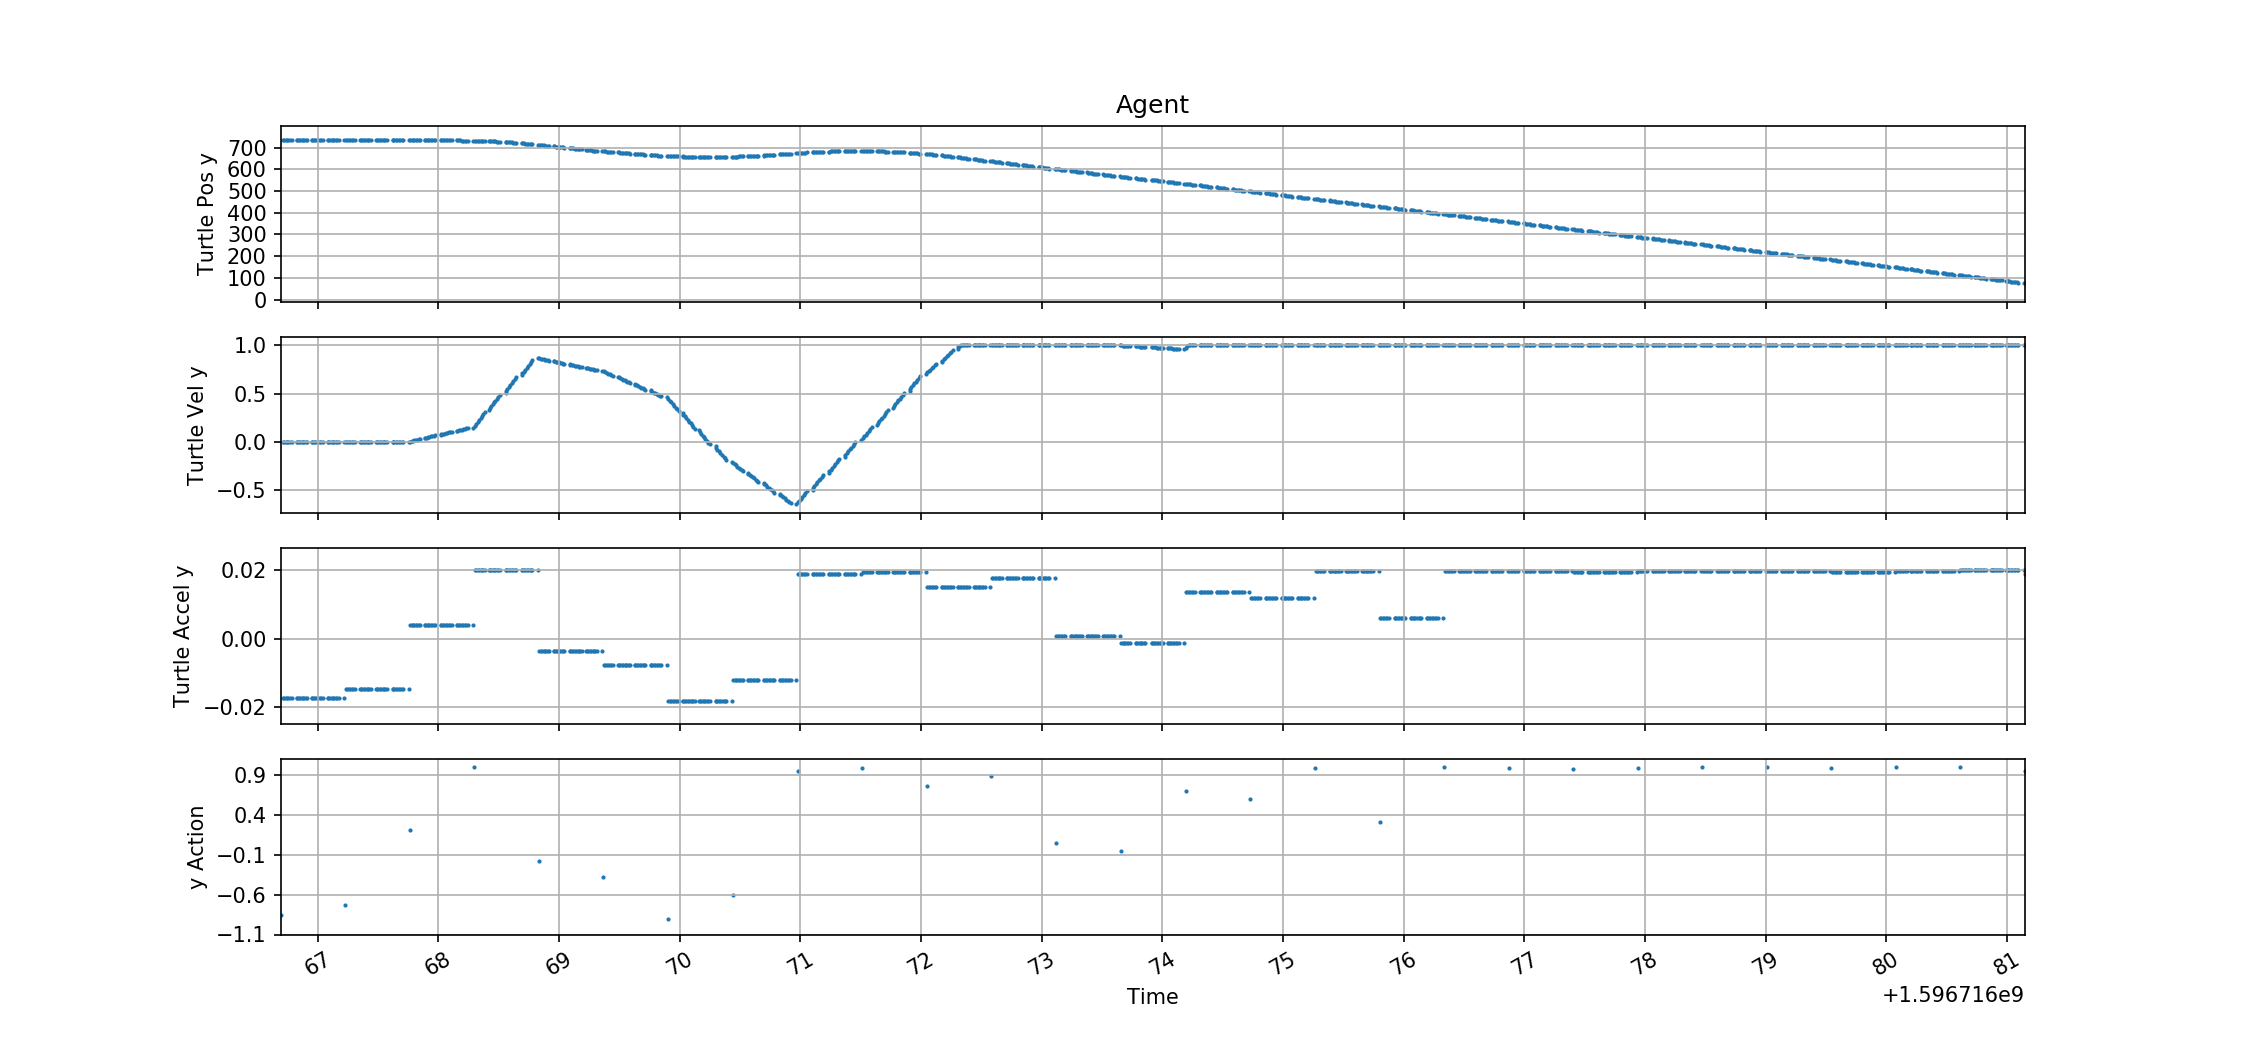 Agent
Turtle Pos y
700
600
500
400
300
200
100
0
Turtle Vel y
1.0
0.5
0.0
−0.5
Turtle Accel y
0.02
0.00
−0.02
y Action
0.9
0.4
−0.1
−0.6
−1.1
67 68 69 70 71 72 73 74 75 76 77 78 79 80 81
Time
+1.596716e9